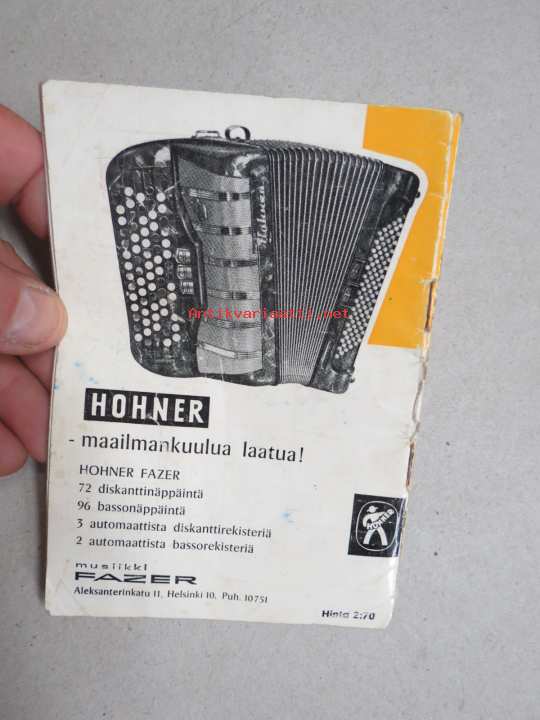 Antikvariaatti.net
HOHNER
- maailmankuulua laatua!
HOHNER FAZER
72 diskanttinäppäintä
96 bassonäppäintä
3 automaattista diskanttirekisteriä
2 automaattista bassorekisteriä
HOHNER
musiikki
FAZER
Aleksanterinkatu 11, Helsinki 10. Puh. 10751
Hinta 2:70